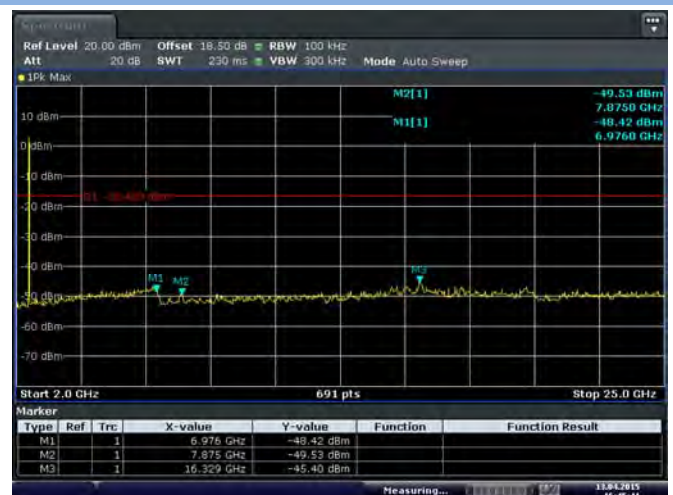 Spectrum
Ref Level 20.00 dBm Offset 18.50 dB RBW 100 kHz
Att 20 dB SWT 230 ms VBW 300 kHz Mode Auto Sweep
1Pk Max
M2[1] -49.53 dBm
7.8750 GHz
10 dBm M1[1] -48.42 dBm
6.9760 GHz
0 dBm
-10 dBm
D1 dBm
-20 dBm
-30 dBm
-40 dBm
M1 M2 M3
-50 dBm
-60 dBm
-70 dBm
Start 2.0 GHz 691 pts Stop 25.0 GHz
Marker
Type Ref Trc X-value Y-value Function Function Result
M1 1 6.976 GHz -48.42 dBm
M2 1 7.875 GHz -49.53 dBm
M3 1 16.329 GHz -45.40 dBm
Measuring... 13.04.2015